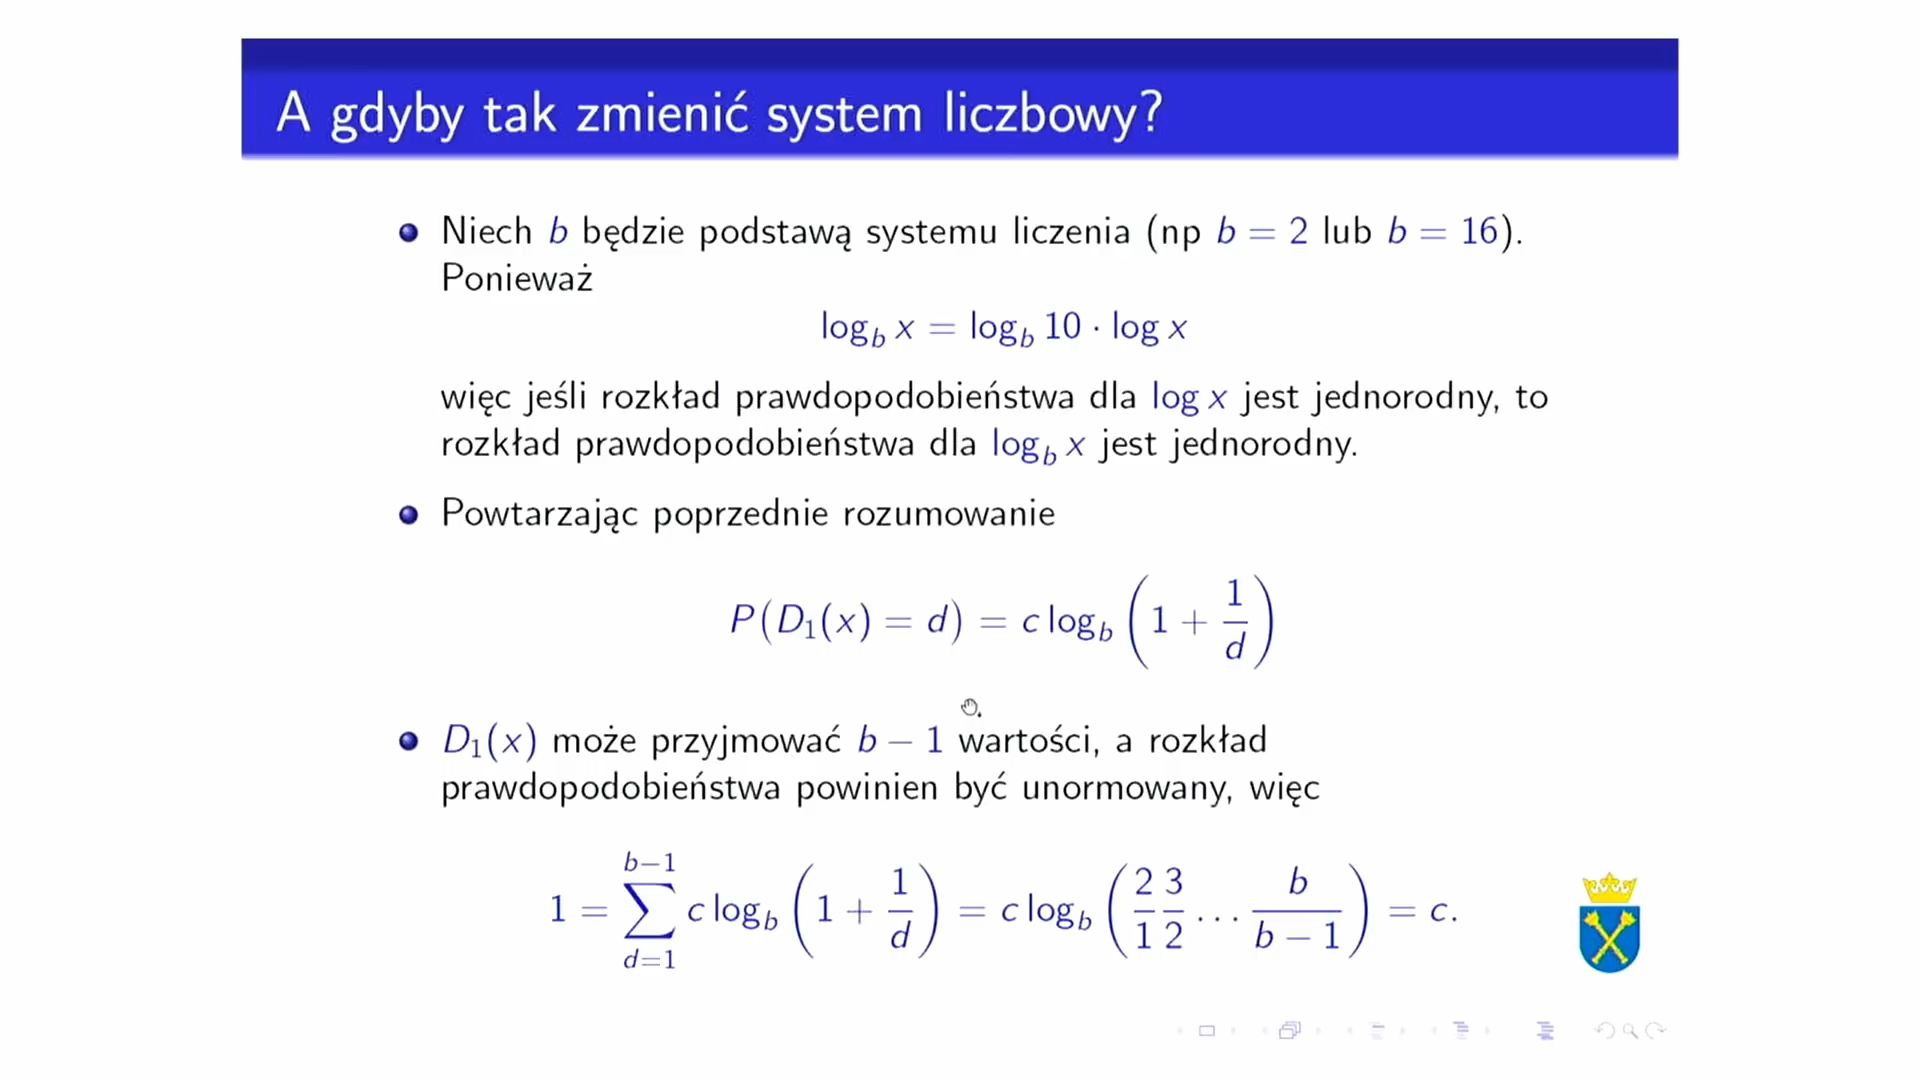 A gdyby tak zmienić system liczbowy?
Niech b będzie podstawą systemu liczenia (np b = 2 lub b = 16).
Ponieważ
log_b x = log_b 10 · log x
więc jeśli rozkład prawdopodobieństwa dla log x jest jednorodny, to
rozkład prawdopodobieństwa dla log_b x jest jednorodny.
Powtarzając poprzednie rozumowanie
P(D₁(x) = d) = c log_b (1 + 1/d)
D₁(x) może przyjmować b − 1 wartości, a rozkład
prawdopodobieństwa powinien być unormowany, więc
1 = ∑_{d=1}^{b−1} c log_b (1 + 1/d) = c log_b (2/1 3/2 ... b/(b − 1)) = c.